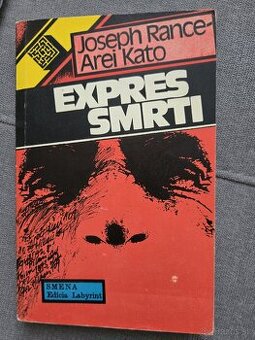 Joseph Rance-
Arei Kato
EXPRES
SMRTI
SMENA
Edícia Labyrint